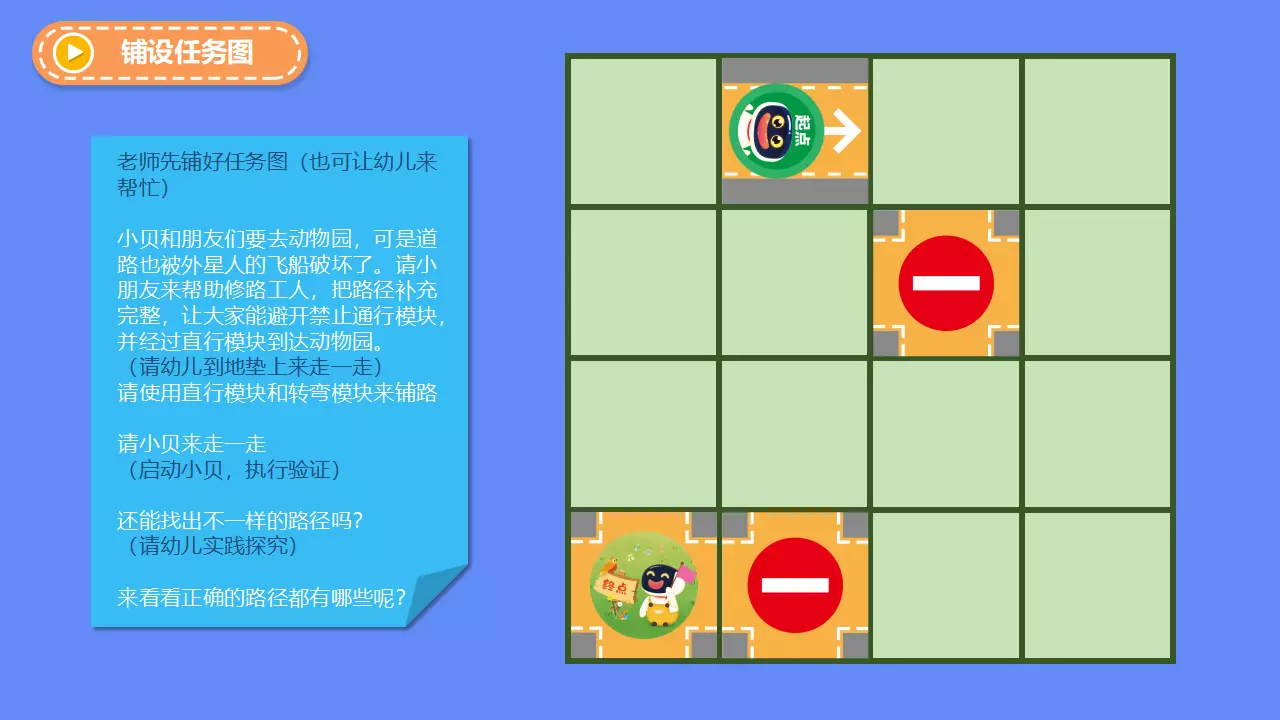 铺设任务图
老师先铺好任务图（也可让幼儿来
帮忙）
小贝和朋友们要去动物园，可是道
路也被外星人的飞船破坏了。请小
朋友来帮助修路工人，把路径补充
完整，让大家能避开禁止通行模块，
并经过直行模块到达动物园。
（请幼儿到地垫上来走一走）
请使用直行模块和转弯模块来铺路
请小贝来走一走
（启动小贝，执行验证）
还能找出不一样的路径吗？
（请幼儿实践探究）
来看看正确的路径都有哪些呢？
起点
终点